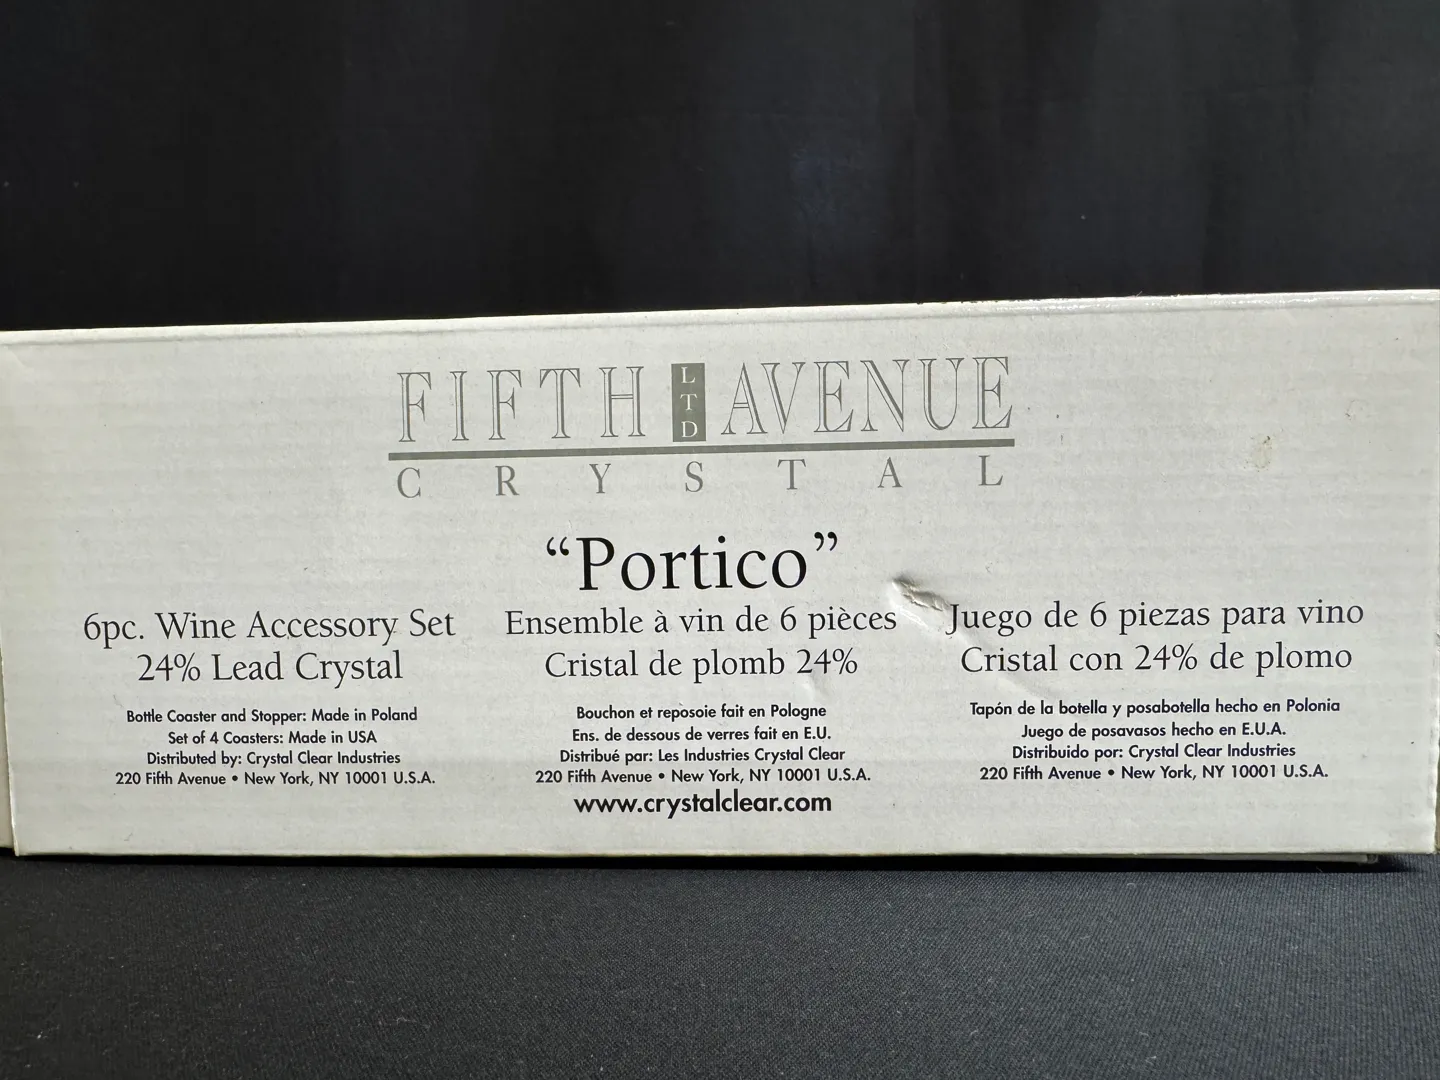 FIFTH LTD AVENUE
CRYSTAL
“Portico”
6pc. Wine Accessory Set
24% Lead Crystal
Bottle Coaster and Stopper: Made in Poland
Set of 4 Coasters: Made in USA
Distributed by: Crystal Clear Industries
220 Fifth Avenue • New York, NY 10001 U.S.A.
Ensemble à vin de 6 pièces
Cristal de plomb 24%
Bouchon et reposoie fait en Pologne
Ens. de dessous de verres fait en E.U.
Distribué par: Les Industries Crystal Clear
220 Fifth Avenue • New York, NY 10001 U.S.A.
www.crystalclear.com
Juego de 6 piezas para vino
Cristal con 24% de plomo
Tapón de la botella y posabotella hecho en Polonia
Juego de posavasos hecho en E.U.A.
Distribuido por: Crystal Clear Industries
220 Fifth Avenue • New York, NY 10001 U.S.A.